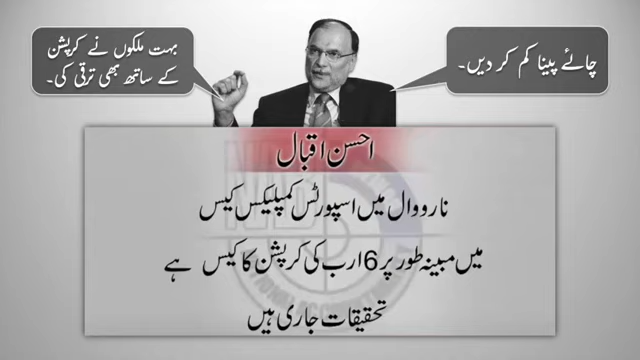 بہت ملکوں نے کرپشن
کے ساتھ بھی ترقی کی۔
چائے پینا کم کر دیں۔
احسن اقبال
نارووال میں اسپورٹس کمپلیکس کیس
میں مبینہ طور پر 6 ارب کی کرپشن کا کیس ہے
تحقیقات جاری ہیں